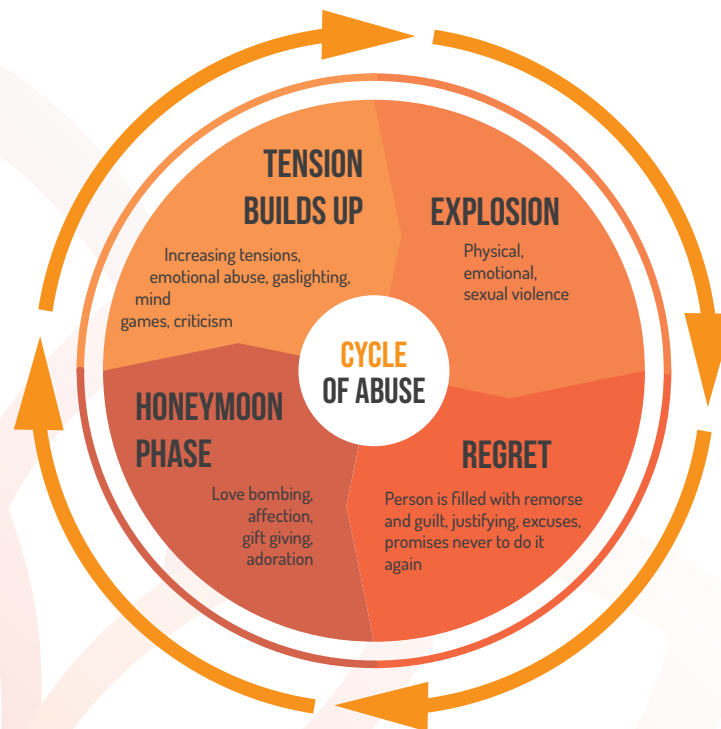 TENSION
BUILDS UP
Increasing tensions,
emotional abuse, gaslighting,
mind
games, criticism
EXPLOSION
Physical,
emotional,
sexual violence
CYCLE
OF ABUSE
HONEYMOON
PHASE
Love bombing,
affection,
gift giving,
adoration
REGRET
Person is filled with remorse
and guilt, justifying, excuses,
promises never to do it
again